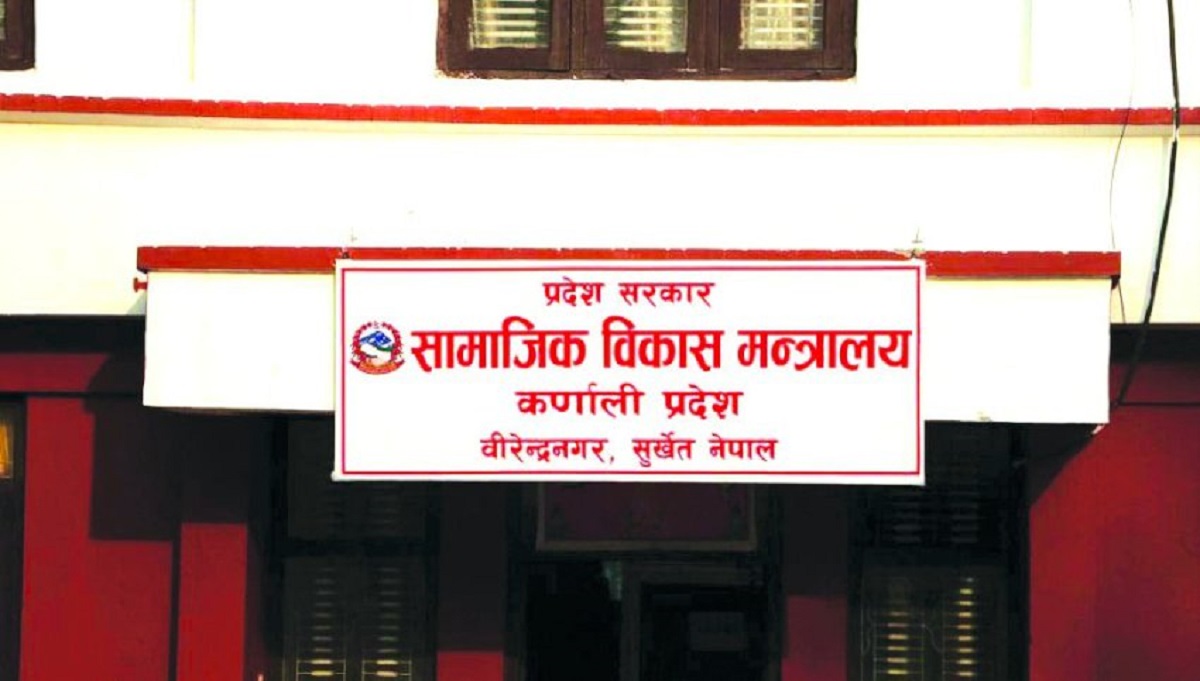 प्रदेश सरकार
सामाजिक विकास मन्त्रालय
कर्णाली प्रदेश
वीरेन्द्रनगर, सुर्खेत नेपाल